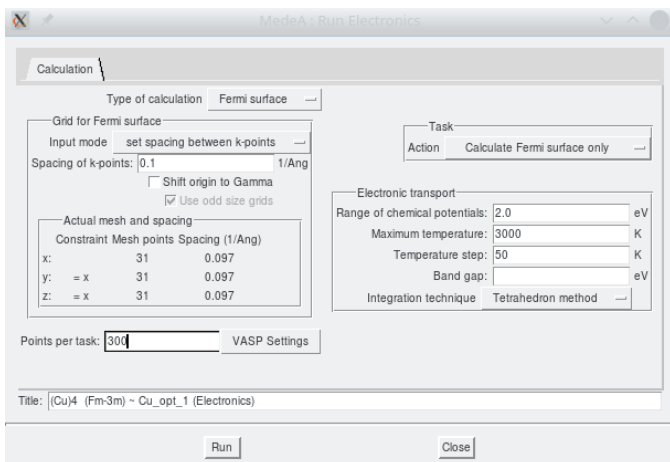 MedeA : Run Electronics
Calculation
Type of calculation Fermi surface
Grid for Fermi surface
Input mode set spacing between k-points
Spacing of k-points: 0.1 1/Ang
Shift origin to Gamma
Use odd size grids
Actual mesh and spacing
Constraint Mesh points Spacing (1/Ang)
x: 31 0.097
y: = x 31 0.097
z: = x 31 0.097
Task
Action Calculate Fermi surface only
Electronic transport
Range of chemical potentials: 2.0 eV
Maximum temperature: 3000 K
Temperature step: 50 K
Band gap: eV
Integration technique Tetrahedron method
Points per task: 300 VASP Settings
Title: (Cu)4 (Fm-3m) ~ Cu_opt_1 (Electronics)
Run Close